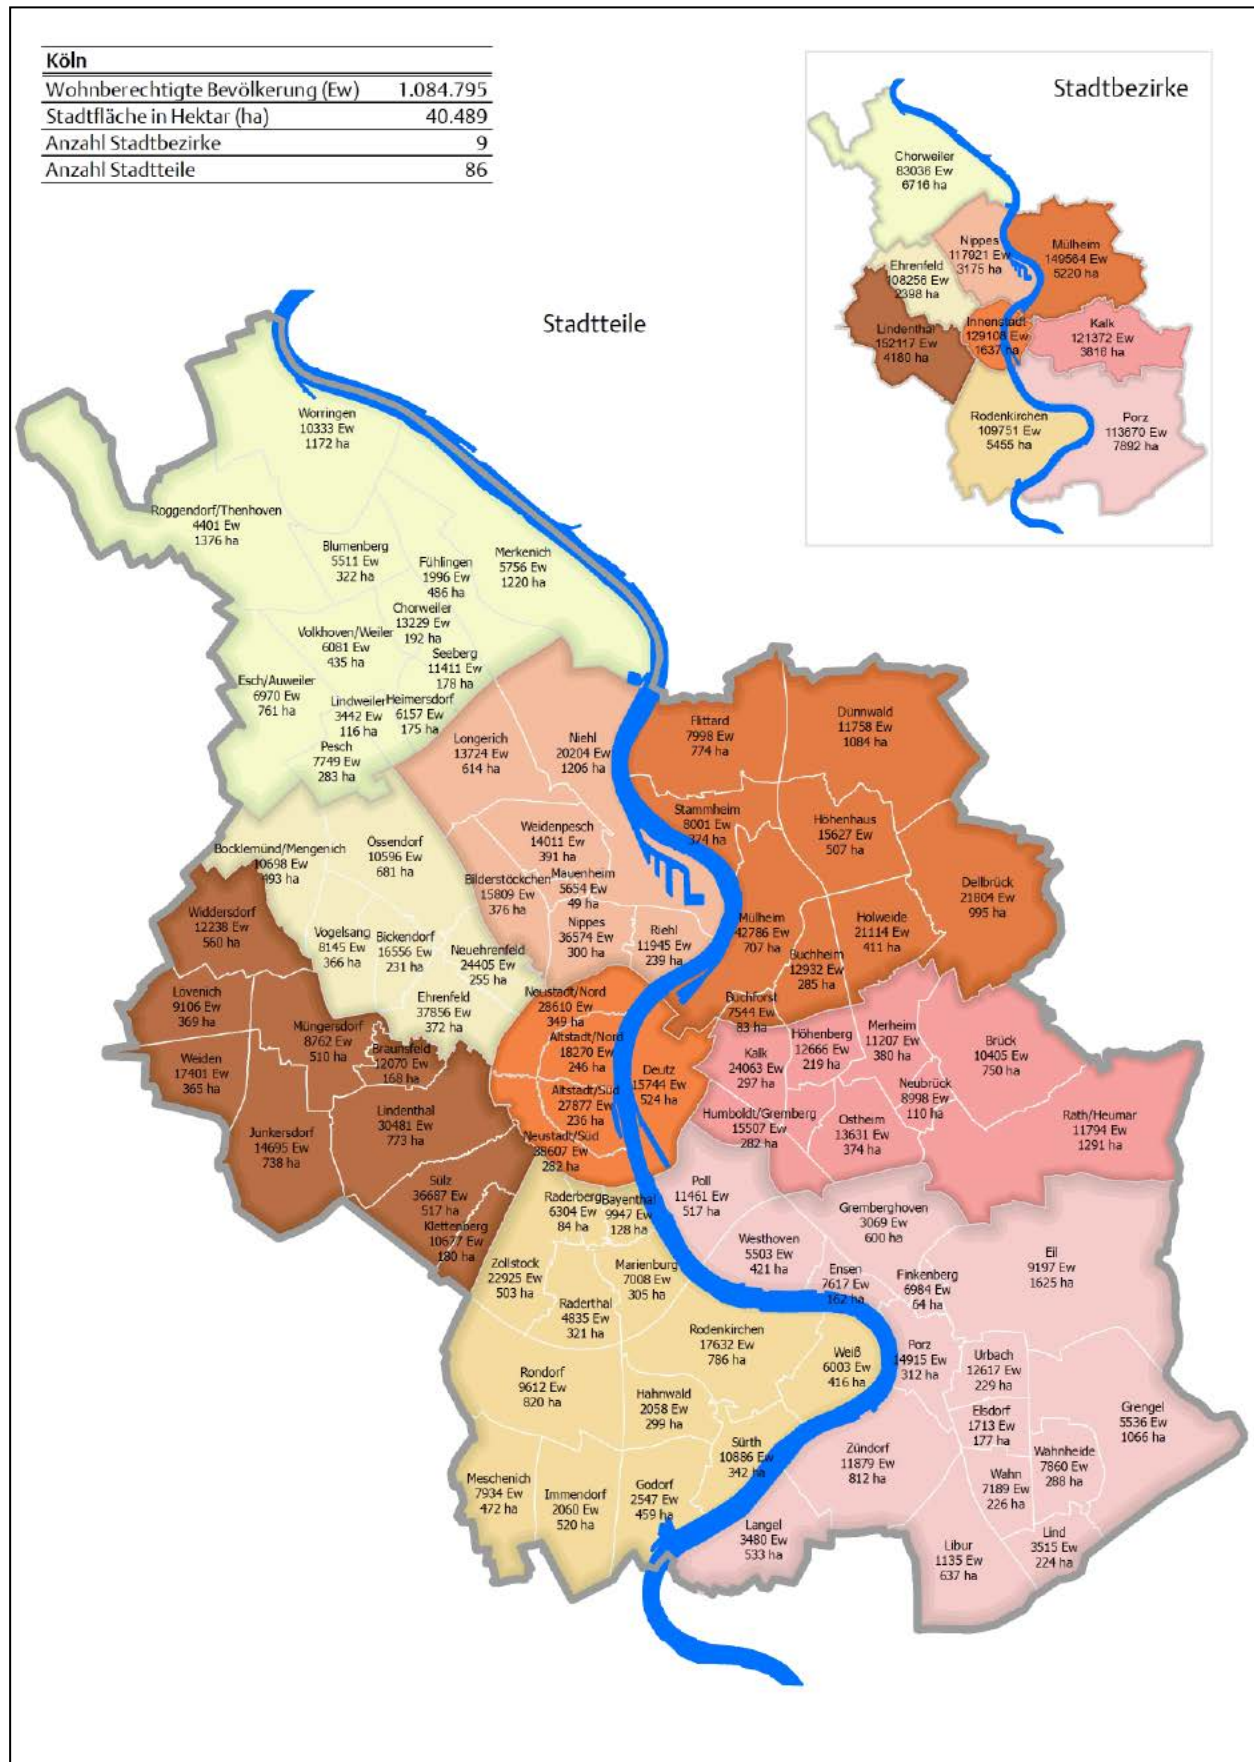 Köln
Wohnberechtigte Bevölkerung (Ew) 1.084.795
Stadtfläche in Hektar (ha) 40.489
Anzahl Stadtbezirke 9
Anzahl Stadtteile 86
Stadtbezirke
Chorweiler
83036 Ew
6716 ha
Nippes
117921 Ew
3175 ha
Mülheim
149564 Ew
5220 ha
Ehrenfeld
108256 Ew
2398 ha
Lindenthal
152117 Ew
4180 ha
Innenstadt
129108 Ew
1637 ha
Kalk
121372 Ew
3816 ha
Rodenkirchen
109751 Ew
5455 ha
Porz
113670 Ew
7892 ha
Stadtteile
Worringen
10333 Ew
1172 ha
Roggendorf/Thenhoven
4401 Ew
1376 ha
Blumenberg
5511 Ew
322 ha
Fühlingen
1996 Ew
486 ha
Merkenich
5756 Ew
1220 ha
Chorweiler
13229 Ew
192 ha
Volkhoven/Weiler
6081 Ew
435 ha
Seeberg
11411 Ew
178 ha
Esch/Auweiler
6970 Ew
761 ha
Lindweiler
3442 Ew
116 ha
Heimersdorf
6157 Ew
175 ha
Pesch
7749 Ew
283 ha
Longerich
13724 Ew
614 ha
Niehl
20204 Ew
1206 ha
Flittard
7998 Ew
774 ha
Dünnwald
11758 Ew
1084 ha
Stammheim
8001 Ew
374 ha
Höhenhaus
15627 Ew
507 ha
Weidenpesch
14011 Ew
391 ha
Bocklemünd/Mengenich
10698 Ew
493 ha
Ossendorf
10596 Ew
681 ha
Bilderstöckchen
15809 Ew
376 ha
Mauenheim
5654 Ew
49 ha
Dellbrück
21804 Ew
995 ha
Widdersdorf
12238 Ew
560 ha
Nippes
36574 Ew
300 ha
Riehl
11945 Ew
239 ha
Mülheim
42786 Ew
707 ha
Holweide
21114 Ew
411 ha
Vogelsang
8145 Ew
366 ha
Bickendorf
16556 Ew
231 ha
Neuehrenfeld
24405 Ew
255 ha
Buchheim
12932 Ew
285 ha
Lövenich
9106 Ew
369 ha
Ehrenfeld
37856 Ew
372 ha
Neustadt/Nord
28610 Ew
349 ha
Buchforst
7544 Ew
83 ha
Müngersdorf
8762 Ew
510 ha
Braunsfeld
12070 Ew
168 ha
Altstadt/Nord
18270 Ew
246 ha
Höhenberg
12666 Ew
219 ha
Merheim
11207 Ew
380 ha
Brück
10405 Ew
750 ha
Weiden
17401 Ew
365 ha
Kalk
24063 Ew
297 ha
Deutz
15744 Ew
524 ha
Neubrück
8998 Ew
110 ha
Altstadt/Süd
27877 Ew
236 ha
Lindenthal
30481 Ew
773 ha
Humboldt/Gremberg
15507 Ew
282 ha
Ostheim
13631 Ew
374 ha
Rath/Heumar
11794 Ew
1291 ha
Junkersdorf
14695 Ew
738 ha
Neustadt/Süd
38607 Ew
282 ha
Sülz
36687 Ew
517 ha
Poll
11461 Ew
517 ha
Raderberg
6304 Ew
84 ha
Bayenthal
9947 Ew
128 ha
Gremberghoven
3069 Ew
600 ha
Klettenberg
10677 Ew
180 ha
Westhoven
5503 Ew
421 ha
Eil
9197 Ew
1625 ha
Zollstock
22925 Ew
503 ha
Marienburg
7008 Ew
305 ha
Ensen
7617 Ew
162 ha
Finkenberg
6984 Ew
64 ha
Raderthal
4835 Ew
321 ha
Rodenkirchen
17632 Ew
786 ha
Weiß
6003 Ew
416 ha
Porz
14915 Ew
312 ha
Urbach
12617 Ew
229 ha
Rondorf
9612 Ew
820 ha
Hahnwald
2058 Ew
299 ha
Elsdorf
1713 Ew
177 ha
Grengel
5536 Ew
1066 ha
Sürth
10886 Ew
342 ha
Zündorf
11879 Ew
812 ha
Wahnheide
7860 Ew
288 ha
Meschenich
7934 Ew
472 ha
Immendorf
2060 Ew
520 ha
Godorf
2547 Ew
459 ha
Wahn
7189 Ew
226 ha
Langel
3480 Ew
533 ha
Libur
1135 Ew
637 ha
Lind
3515 Ew
224 ha